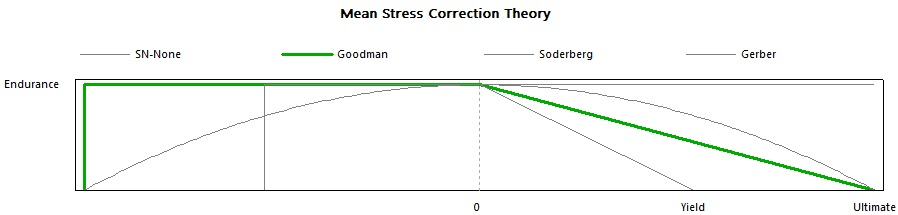 Mean Stress Correction Theory
SN-None Goodman Soderberg Gerber
Endurance
0 Yield Ultimate